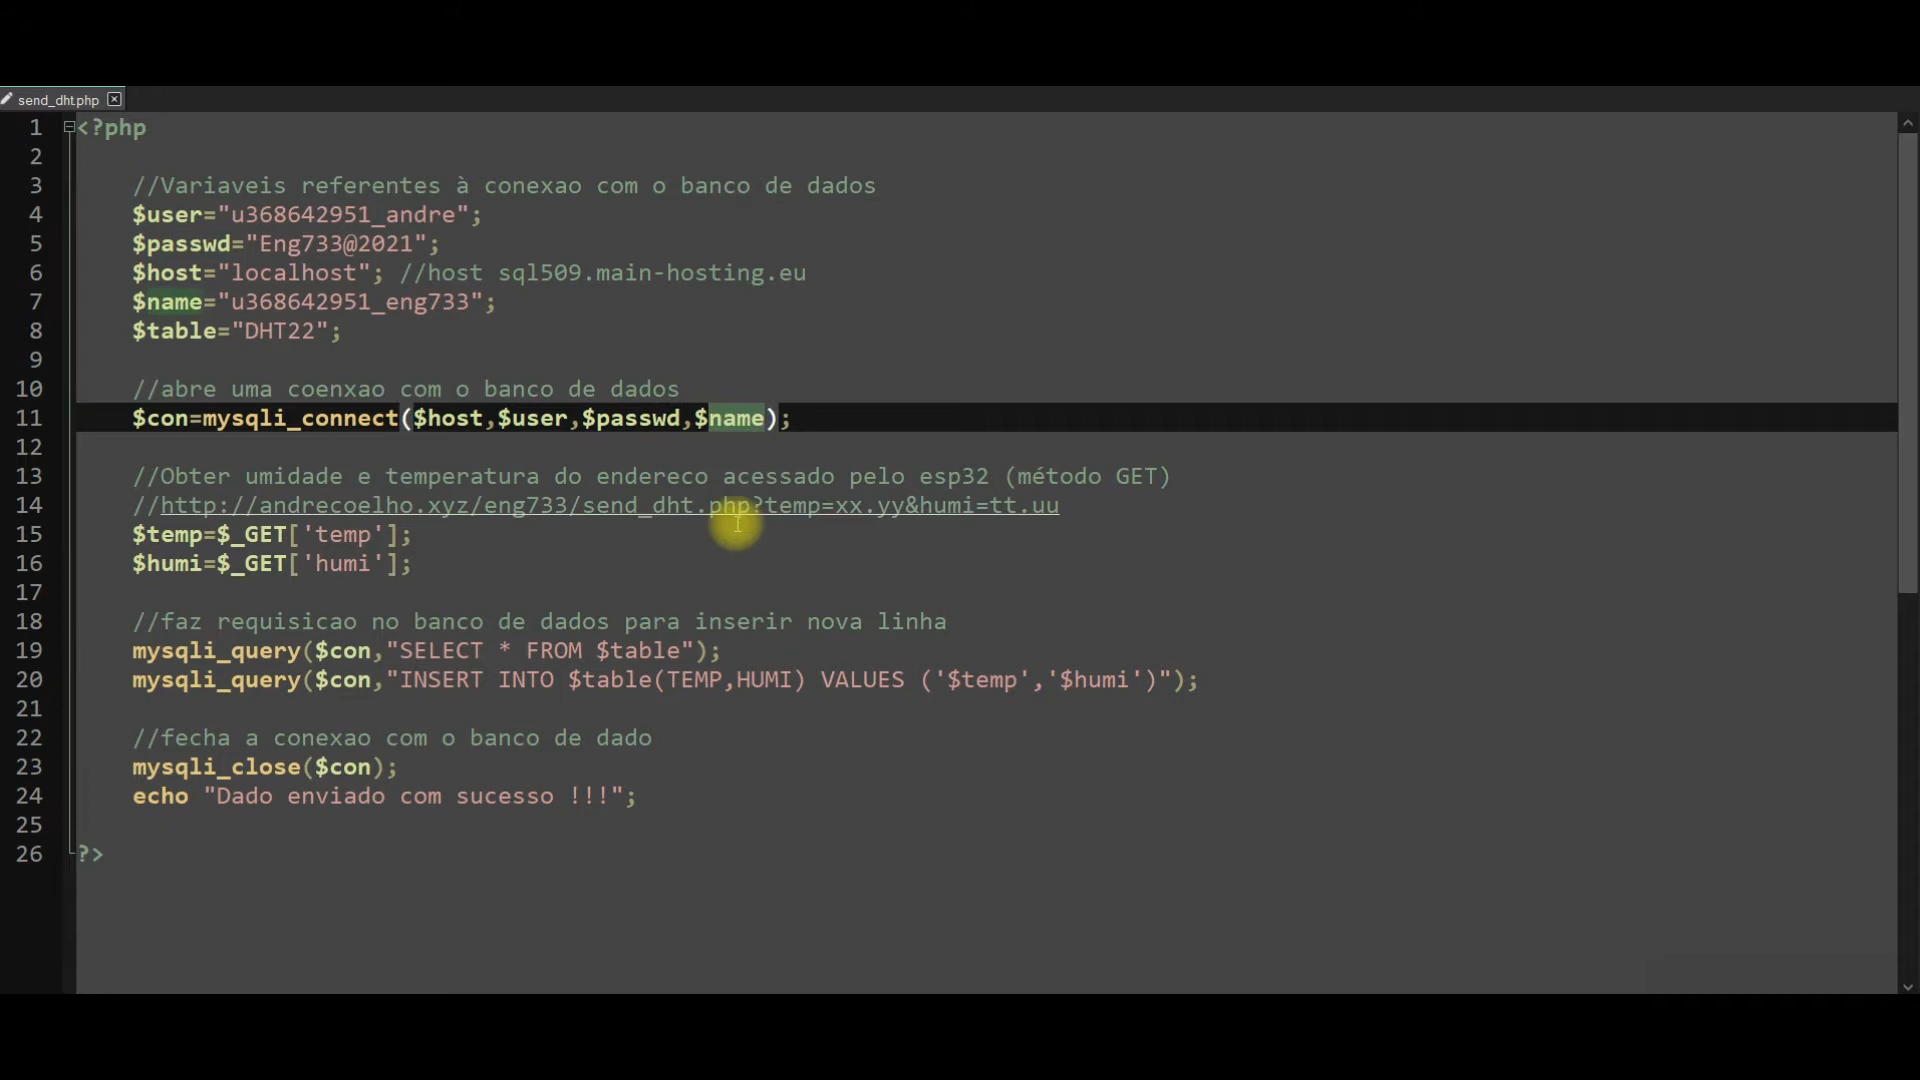 send_dht.php
1 <?php
2
3 //Variaveis referentes à conexao com o banco de dados
4 $user="u368642951_andre";
5 $passwd="Eng733@2021";
6 $host="localhost"; //host sql509.main-hosting.eu
7 $name="u368642951_eng733";
8 $table="DHT22";
9
10 //abre uma coenxao com o banco de dados
11 $con=mysqli_connect($host,$user,$passwd,$name);
12
13 //Obter umidade e temperatura do endereco acessado pelo esp32 (método GET)
14 //http://andrecoelho.xyz/eng733/send_dht.php?temp=xx.yy&humi=tt.uu
15 $temp=$_GET['temp'];
16 $humi=$_GET['humi'];
17
18 //faz requisicao no banco de dados para inserir nova linha
19 mysqli_query($con,"SELECT * FROM $table");
20 mysqli_query($con,"INSERT INTO $table(TEMP,HUMI) VALUES ('$temp','$humi')");
21
22 //fecha a conexao com o banco de dado
23 mysqli_close($con);
24 echo "Dado enviado com sucesso !!!";
25
26 ?>